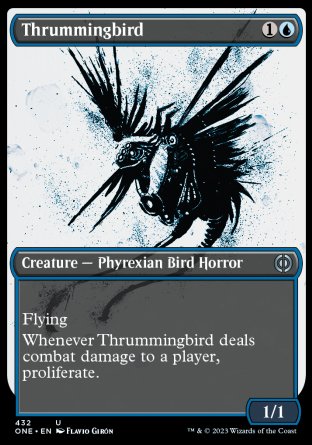 Thrummingbird 1
Creature — Phyrexian Bird Horror
Flying
Whenever Thrummingbird deals
combat damage to a player,
proliferate.
1/1
432 U
ONE • EN Flavio Girón
™ & © 2023 Wizards of the Coast